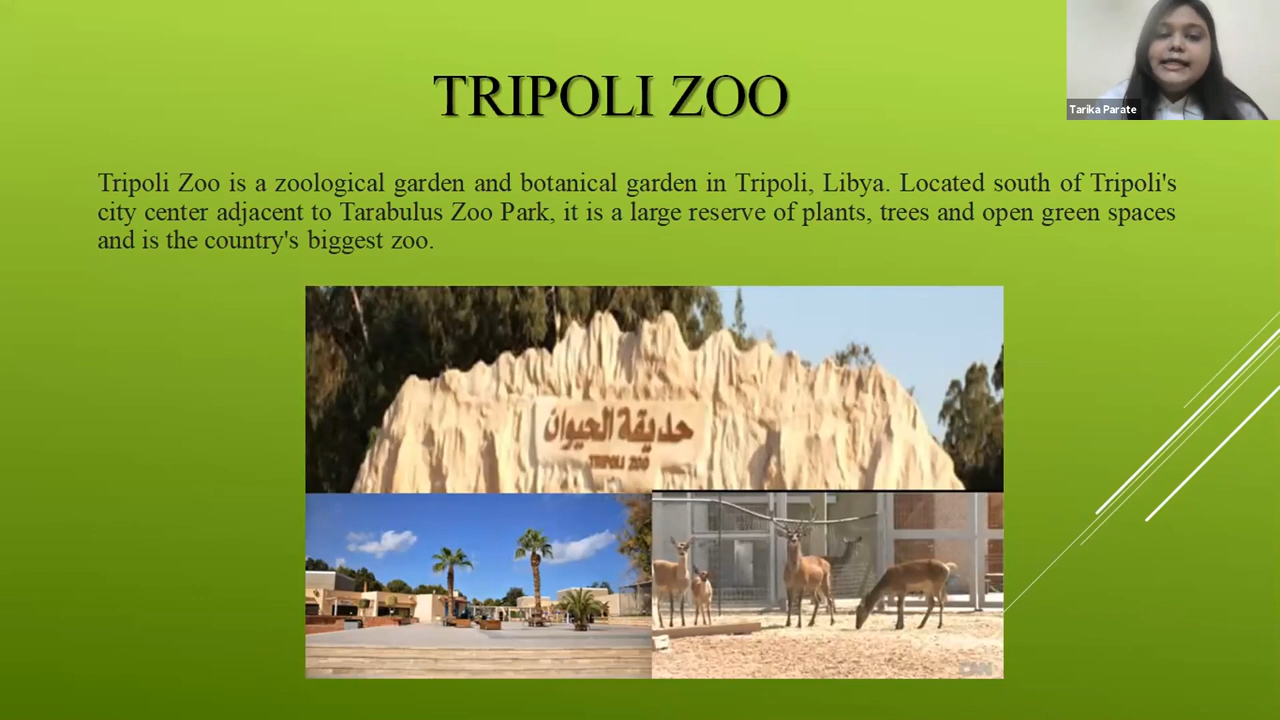 TRIPOLI ZOO
Tarika Parate
Tripoli Zoo is a zoological garden and botanical garden in Tripoli, Libya. Located south of Tripoli's
city center adjacent to Tarabulus Zoo Park, it is a large reserve of plants, trees and open green spaces
and is the country's biggest zoo.
حديقة الحيوان
TRIPOLI ZOO